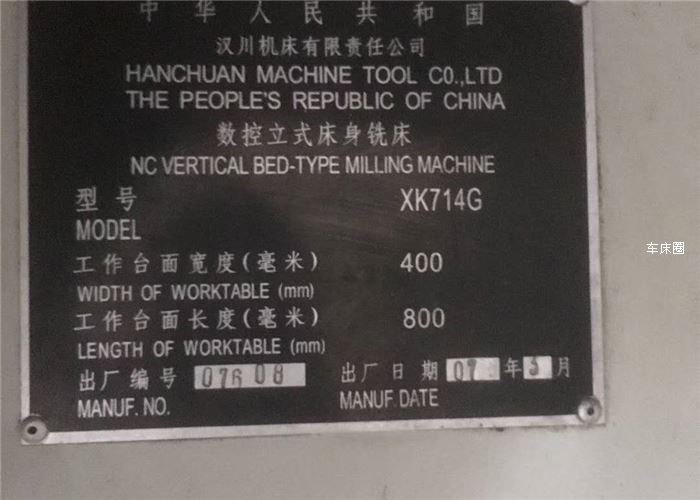 中华人民共和国
汉川机床有限责任公司
HANCHUAN MACHINE TOOL CO.,LTD
THE PEOPLE'S REPUBLIC OF CHINA
数控立式床身铣床
NC VERTICAL BED-TYPE MILLING MACHINE
型号 XK714G
MODEL
工作台面宽度(毫米) 400
WIDTH OF WORKTABLE (mm)
工作台面长度(毫米) 800
LENGTH OF WORKTABLE (mm)
出厂编号 07608 出厂日期 07 年 3 月
MANUF. NO. MANUF. DATE
车床圈